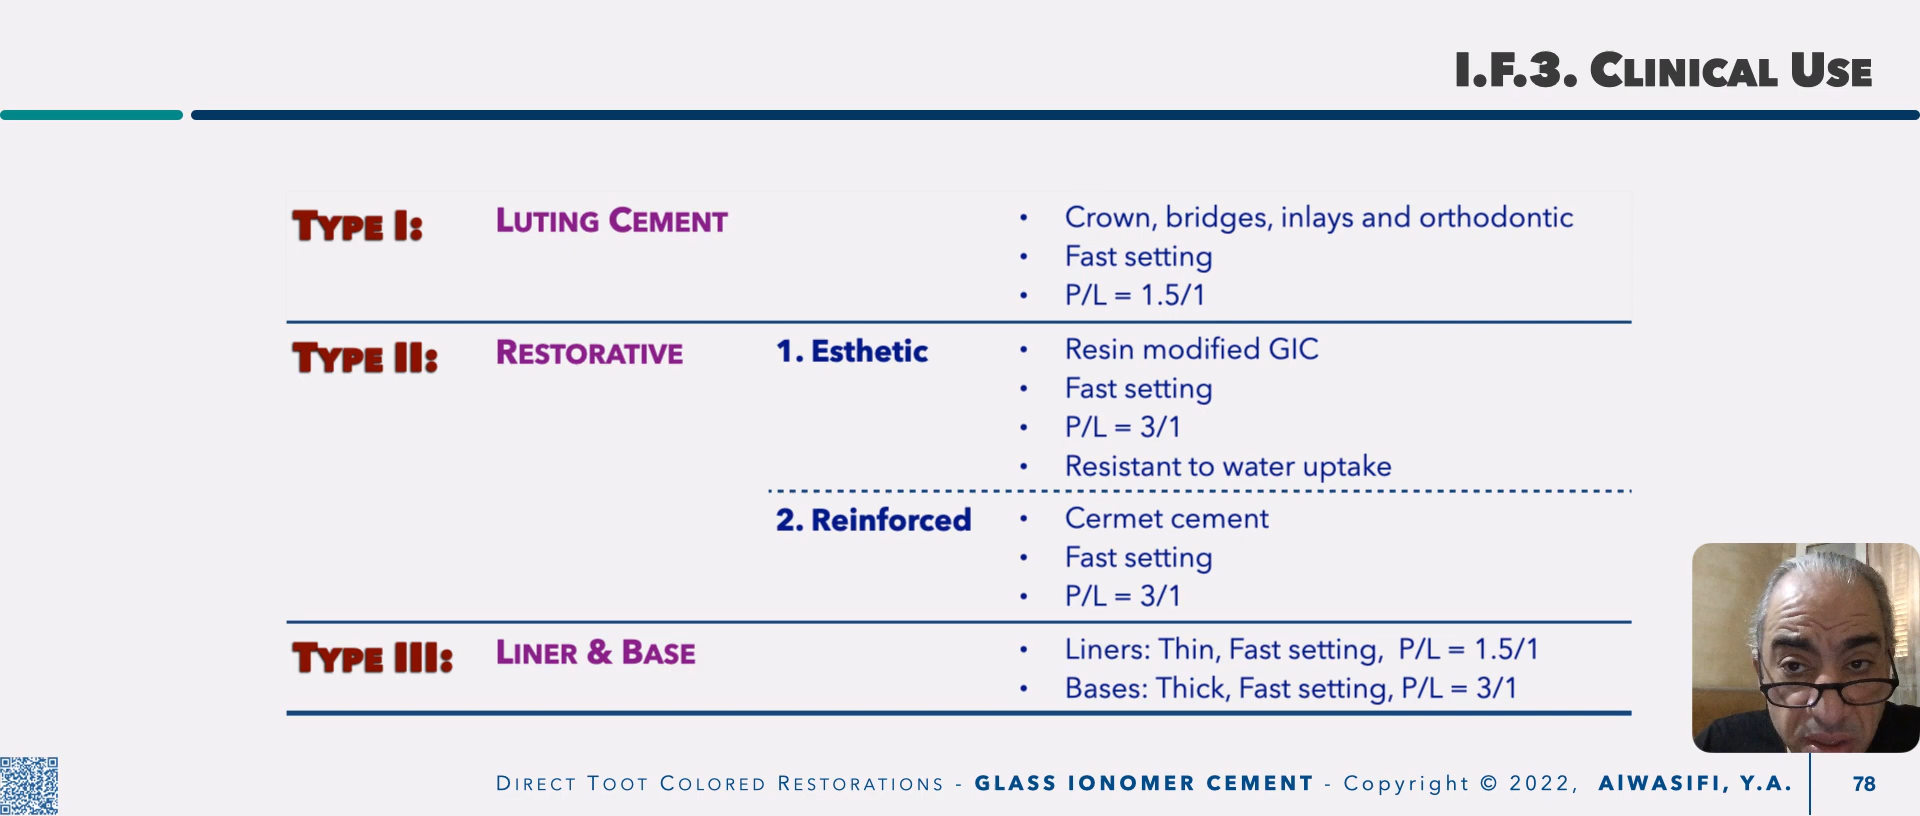 I.F.3. CLINICAL USE
TYPE I: LUTING CEMENT • Crown, bridges, inlays and orthodontic
• Fast setting
• P/L = 1.5/1
TYPE II: RESTORATIVE 1. Esthetic • Resin modified GIC
• Fast setting
• P/L = 3/1
• Resistant to water uptake
2. Reinforced • Cermet cement
• Fast setting
• P/L = 3/1
TYPE III: LINER & BASE • Liners: Thin, Fast setting, P/L = 1.5/1
• Bases: Thick, Fast setting, P/L = 3/1
DIRECT TOOT COLORED RESTORATIONS - GLASS IONOMER CEMENT - Copyright © 2022, AlWASIFI, Y.A. 78